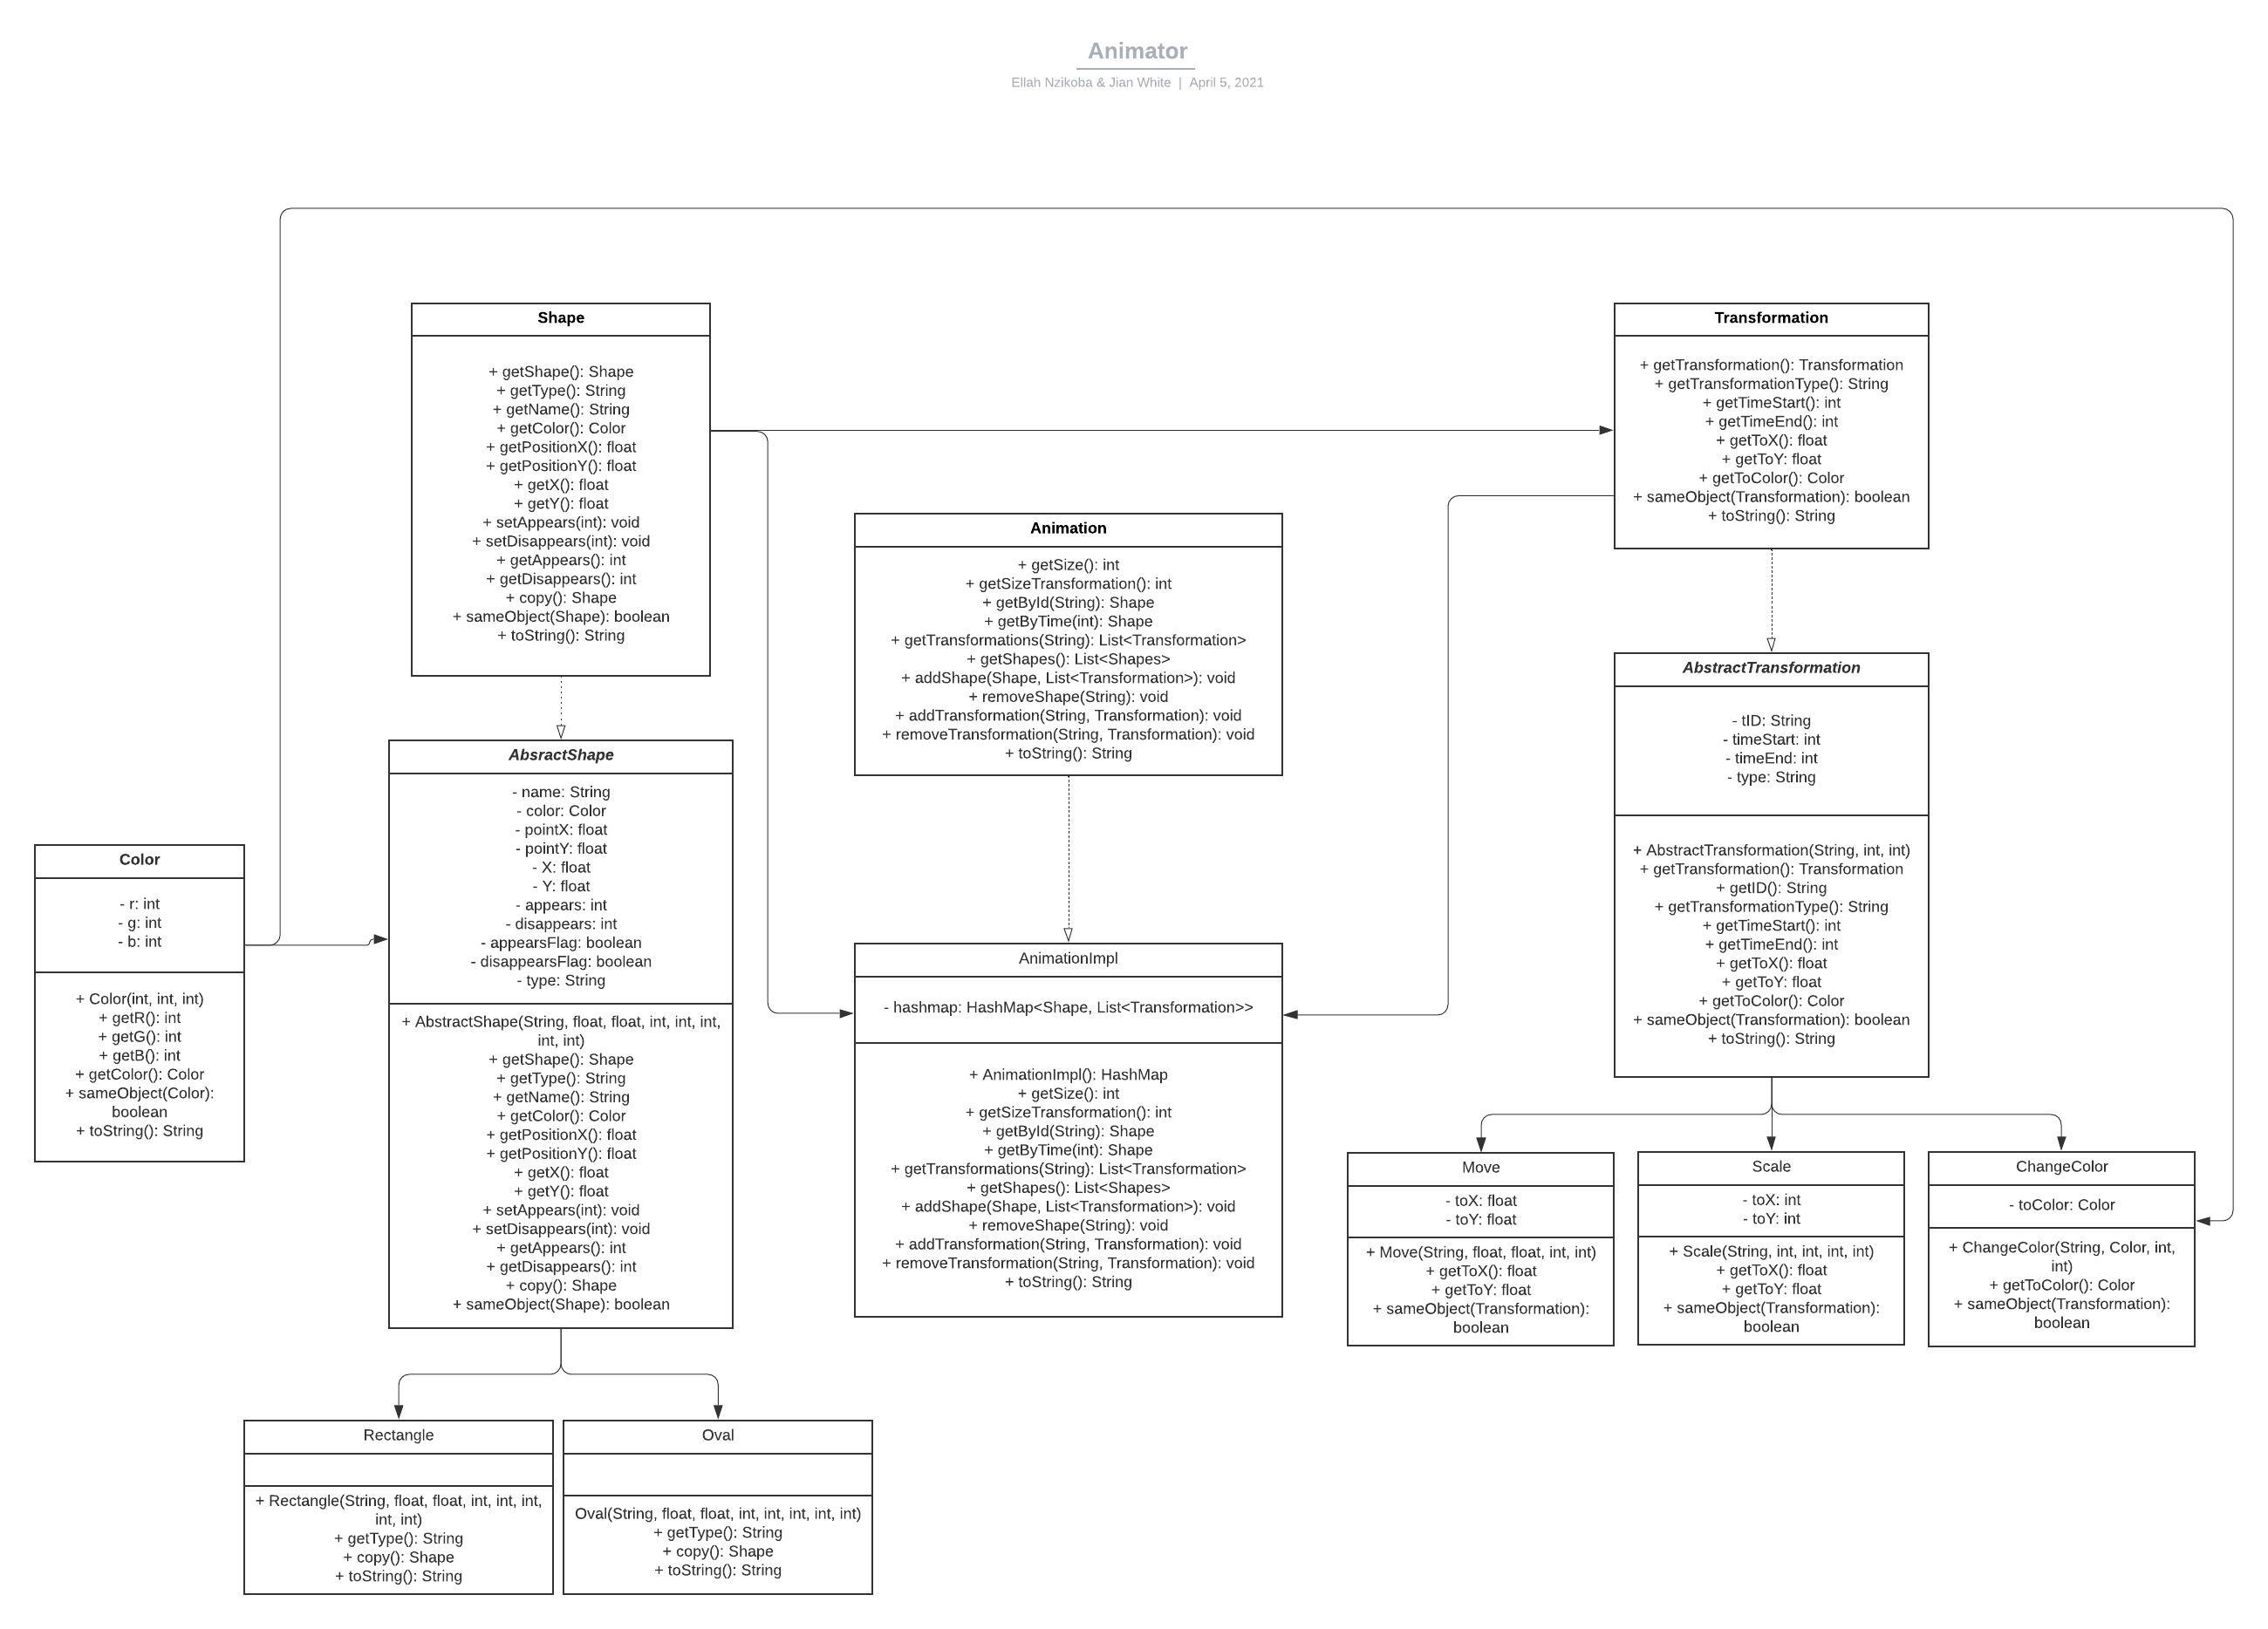 Animator
Ellah Nzikoba & Jian White | April 5, 2021
Shape
+ getShape(): Shape
+ getType(): String
+ getName(): String
+ getColor(): Color
+ getPositionX(): float
+ getPositionY(): float
+ getX(): float
+ getY(): float
+ setAppears(int): void
+ setDisappears(int): void
+ getAppears(): int
+ getDisappears(): int
+ copy(): Shape
+ sameObject(Shape): boolean
+ toString(): String
Transformation
+ getTransformation(): Transformation
+ getTransformationType(): String
+ getTimeStart(): int
+ getTimeEnd(): int
+ getToX(): float
+ getToY: float
+ getToColor(): Color
+ sameObject(Transformation): boolean
+ toString(): String
Animation
+ getSize(): int
+ getSizeTransformation(): int
+ getById(String): Shape
+ getByTime(int): Shape
+ getTransformations(String): List<Transformation>
+ getShapes(): List<Shapes>
+ addShape(Shape, List<Transformation>): void
+ removeShape(String): void
+ addTransformation(String, Transformation): void
+ removeTransformation(String, Transformation): void
+ toString(): String
AbstractTransformation
- tID: String
- timeStart: int
- timeEnd: int
- type: String
+ AbstractTransformation(String, int, int)
+ getTransformation(): Transformation
+ getID(): String
+ getTransformationType(): String
+ getTimeStart(): int
+ getTimeEnd(): int
+ getToX(): float
+ getToY: float
+ getToColor(): Color
+ sameObject(Transformation): boolean
+ toString(): String
AbsractShape
- name: String
- color: Color
- pointX: float
- pointY: float
- X: float
- Y: float
- appears: int
- disappears: int
- appearsFlag: boolean
- disappearsFlag: boolean
- type: String
+ AbstractShape(String, float, float, int, int, int,
int, int)
+ getShape(): Shape
+ getType(): String
+ getName(): String
+ getColor(): Color
+ getPositionX(): float
+ getPositionY(): float
+ getX(): float
+ getY(): float
+ setAppears(int): void
+ setDisappears(int): void
+ getAppears(): int
+ getDisappears(): int
+ copy(): Shape
+ sameObject(Shape): boolean
Color
- r: int
- g: int
- b: int
+ Color(int, int, int)
+ getR(): int
+ getG(): int
+ getB(): int
+ getColor(): Color
+ sameObject(Color):
boolean
+ toString(): String
AnimationImpl
- hashmap: HashMap<Shape, List<Transformation>>
+ AnimationImpl(): HashMap
+ getSize(): int
+ getSizeTransformation(): int
+ getById(String): Shape
+ getByTime(int): Shape
+ getTransformations(String): List<Transformation>
+ getShapes(): List<Shapes>
+ addShape(Shape, List<Transformation>): void
+ removeShape(String): void
+ addTransformation(String, Transformation): void
+ removeTransformation(String, Transformation): void
+ toString(): String
Move
- toX: float
- toY: float
+ Move(String, float, float, int, int)
+ getToX(): float
+ getToY: float
+ sameObject(Transformation):
boolean
Scale
- toX: int
- toY: int
+ Scale(String, int, int, int, int)
+ getToX(): float
+ getToY: float
+ sameObject(Transformation):
boolean
ChangeColor
- toColor: Color
+ ChangeColor(String, Color, int,
int)
+ getToColor(): Color
+ sameObject(Transformation):
boolean
Rectangle
+ Rectangle(String, float, float, int, int, int,
int, int)
+ getType(): String
+ copy(): Shape
+ toString(): String
Oval
Oval(String, float, float, int, int, int, int, int)
+ getType(): String
+ copy(): Shape
+ toString(): String